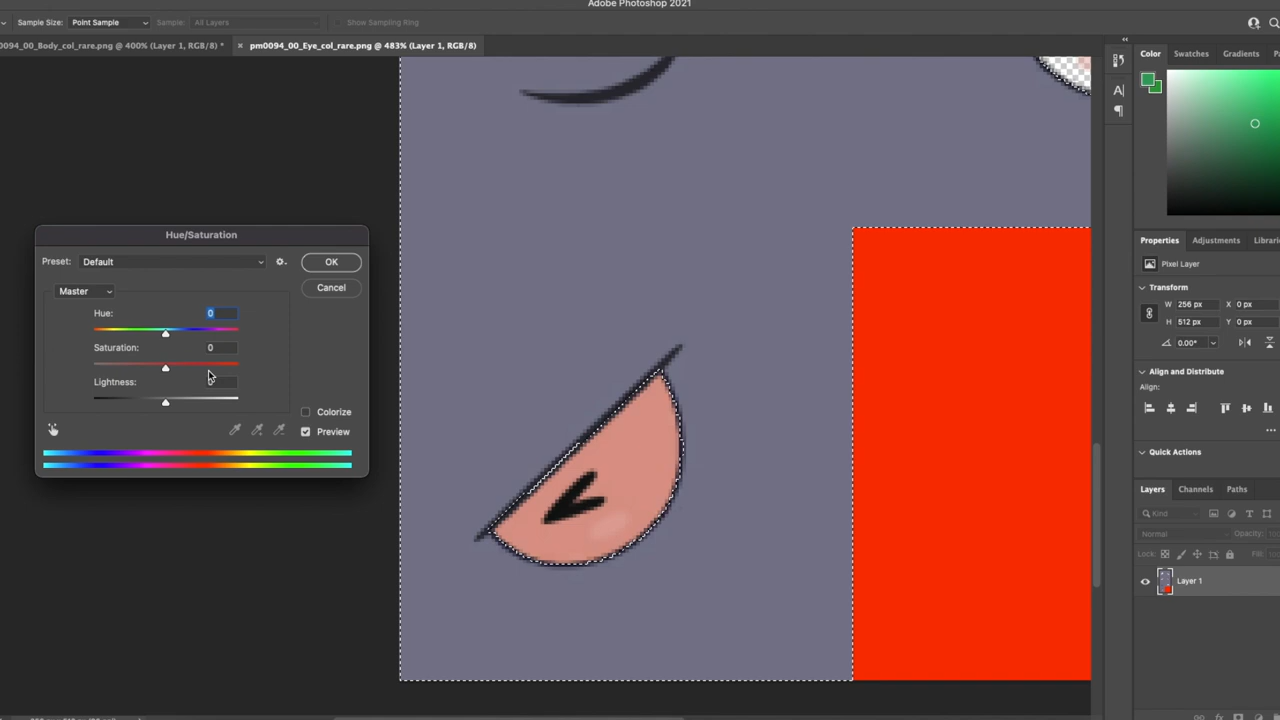 Adobe Photoshop 2021
Sample Size: Point Sample Sample: All Layers Show Sampling Ring
0094_00_Body_col_rare.png @ 400% (Layer 1, RGB/8) * × pm0094_00_Eye_col_rare.png @ 483% (Layer 1, RGB/8)
Color Swatches Gradients
Hue/Saturation
Preset: Default OK
Cancel
Master
Hue: 0
Saturation: 0
Lightness:
Colorize
Preview
Properties Adjustments Librari
Pixel Layer
Transform
W 256 px X 0 px
H 512 px Y 0 px
0.00°
Align and Distribute
Align:
Quick Actions
Layers Channels Paths
Kind
Normal Opacity:
Lock: Fill:
Layer 1